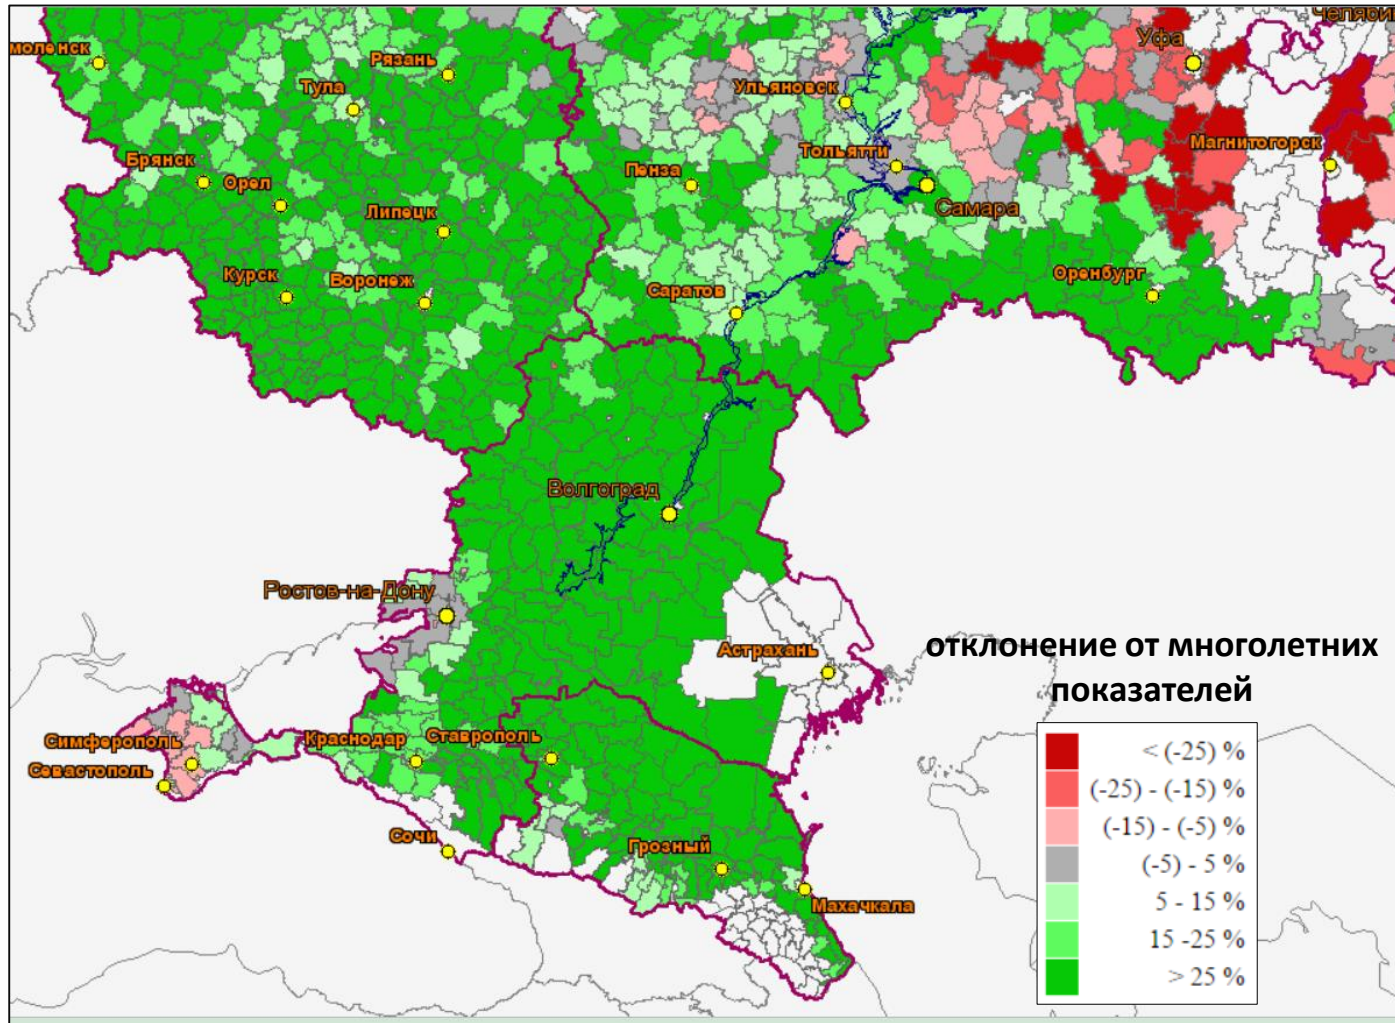 Челяби
моленск
Рязань
Уфа
Тула
Ульяновск
Магнитогорск
Брянск
Орел
Пенза
Тольятти
Самара
Липецк
Курск
Воронеж
Саратов
Оренбург
Волгоград
Ростов-на-Дону
Астрахань
отклонение от многолетних
показателей
Симферополь
Краснодар
Ставрополь
Севастополь
Сочи
Грозный
Махачкала
< (-25) %
(-25) - (-15) %
(-15) - (-5) %
(-5) - 5 %
5 - 15 %
15 -25 %
> 25 %